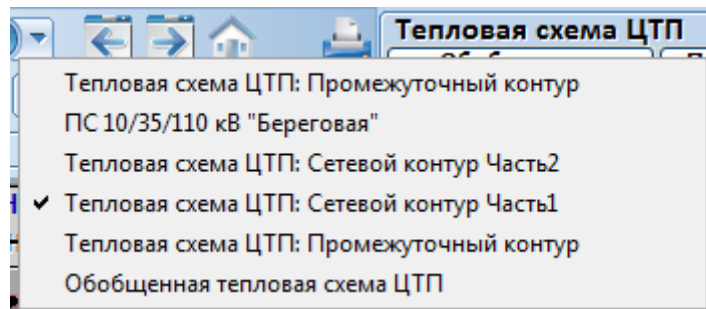 Тепловая схема ЦТП
Тепловая схема ЦТП: Промежуточный контур
ПС 10/35/110 кВ "Береговая"
Тепловая схема ЦТП: Сетевой контур Часть2
Тепловая схема ЦТП: Сетевой контур Часть1
Тепловая схема ЦТП: Промежуточный контур
Обобщенная тепловая схема ЦТП